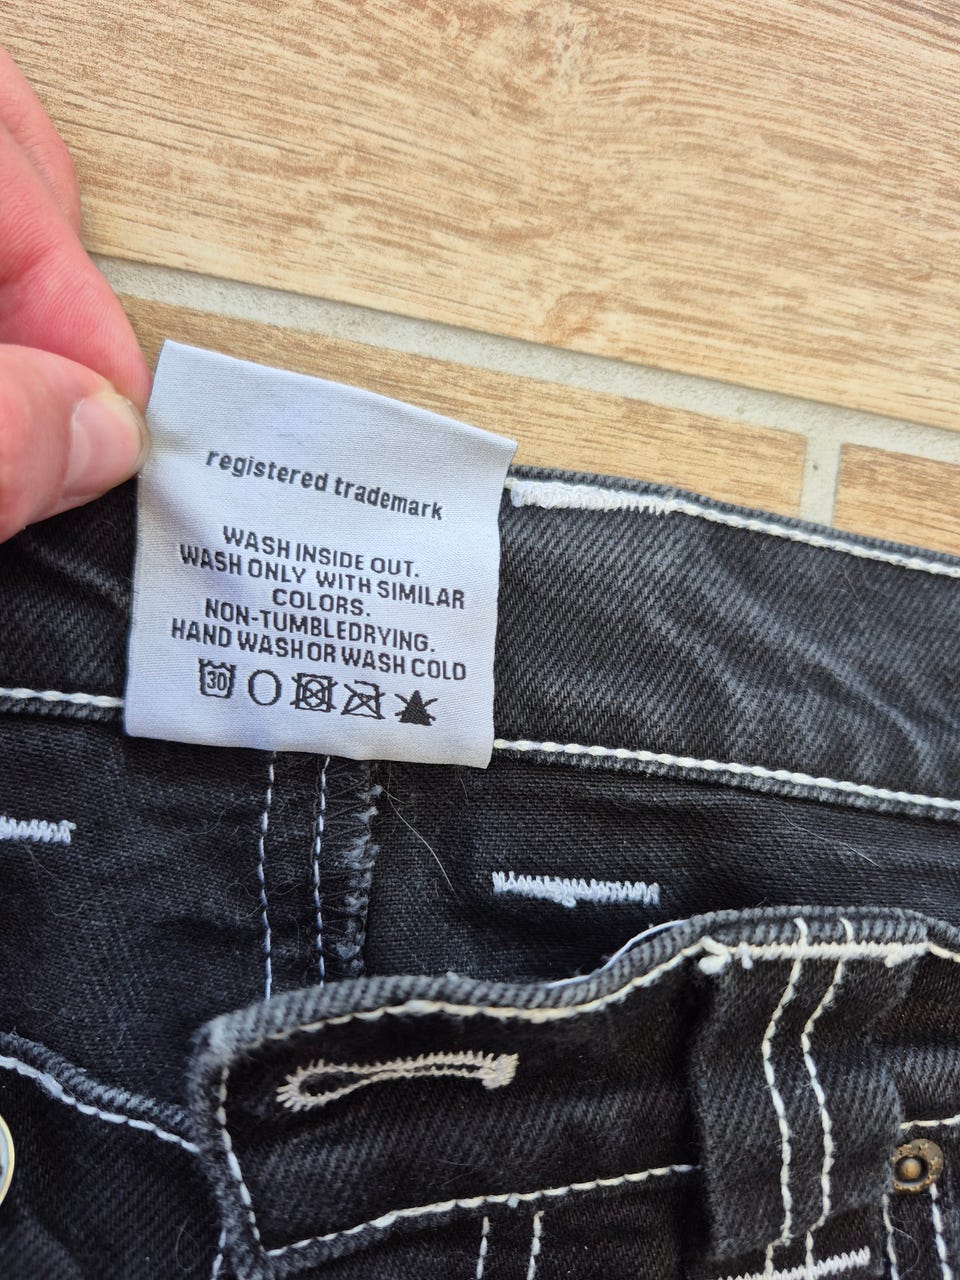 registered trademark
WASH INSIDE OUT.
WASH ONLY WITH SIMILAR
COLORS.
NON-TUMBLEDRYING.
HAND WASH OR WASH COLD
30